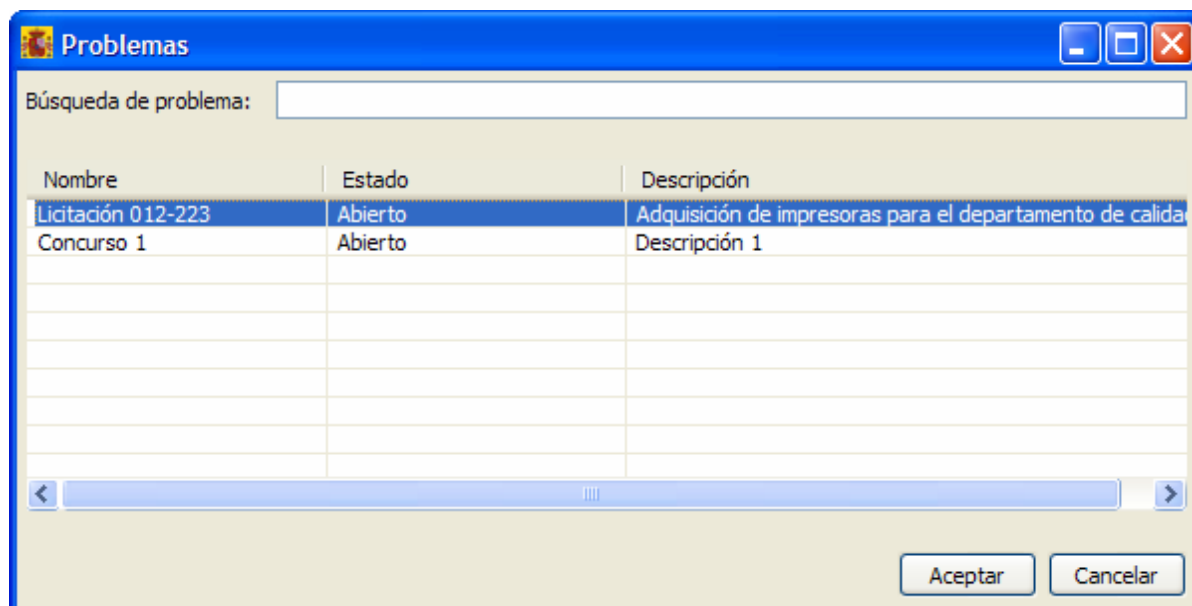 Problemas
Búsqueda de problema:
Nombre Estado Descripción
Licitación 012-223 Abierto Adquisición de impresoras para el departamento de calida
Concurso 1 Abierto Descripción 1
Aceptar Cancelar